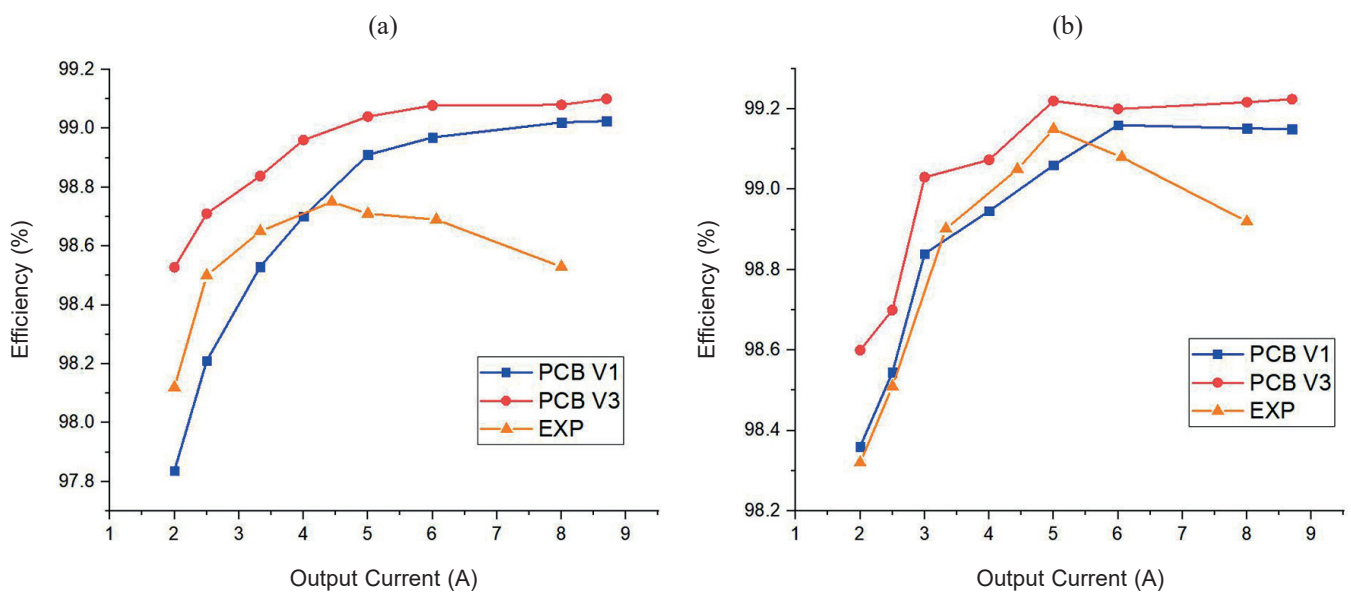 (a)
99.2
99.0
98.8
98.6
98.4
98.2
98.0
97.8
Efficiency (%)
1 2 3 4 5 6 7 8 9
Output Current (A)
PCB V1
PCB V3
EXP
(b)
99.2
99.0
98.8
98.6
98.4
98.2
Efficiency (%)
1 2 3 4 5 6 7 8 9
Output Current (A)
PCB V1
PCB V3
EXP